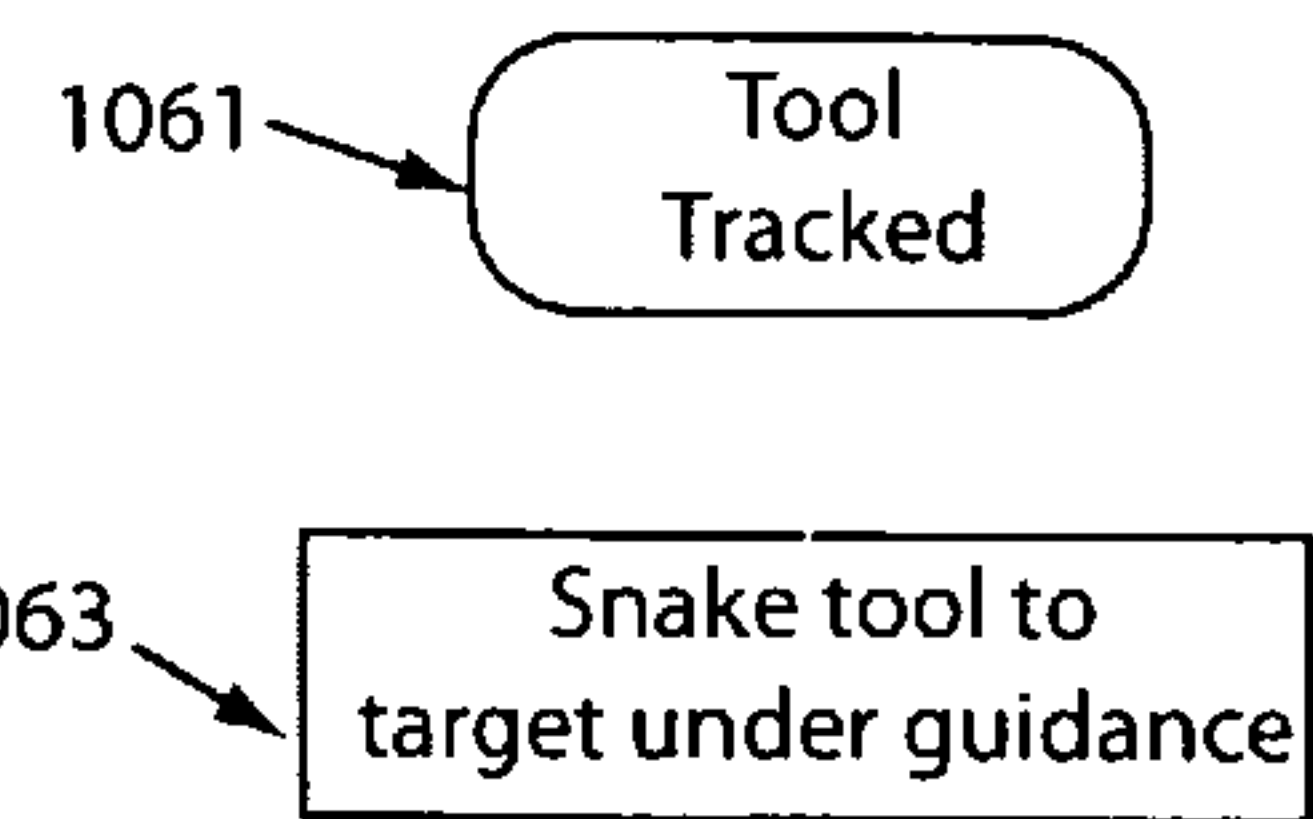 1061
Tool
Tracked
Snake tool to
target under guidance